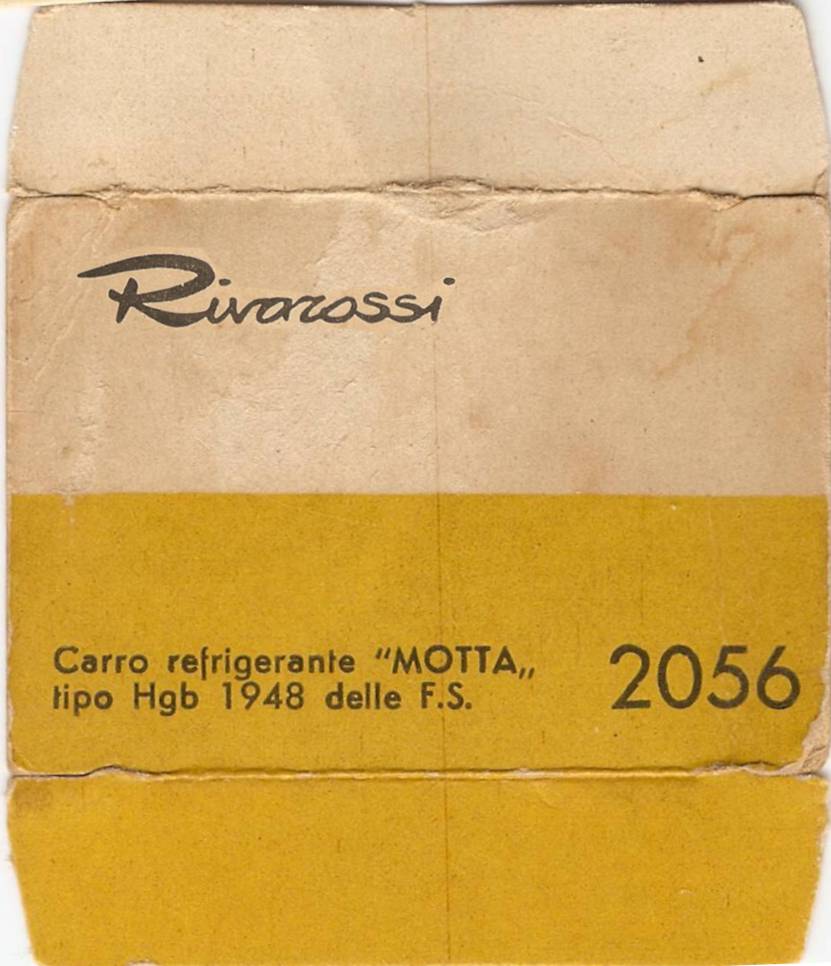 Rivarossi
Carro refrigerante “MOTTA„
tipo Hgb 1948 delle F.S.
2056